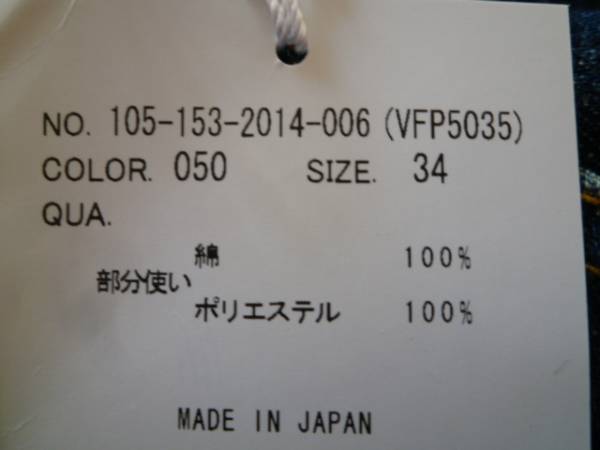 NO. 105-153-2014-006 (VFP5035)
COLOR. 050 SIZE. 34
QUA.
綿 100%
部分使い
ポリエステル 100%
MADE IN JAPAN